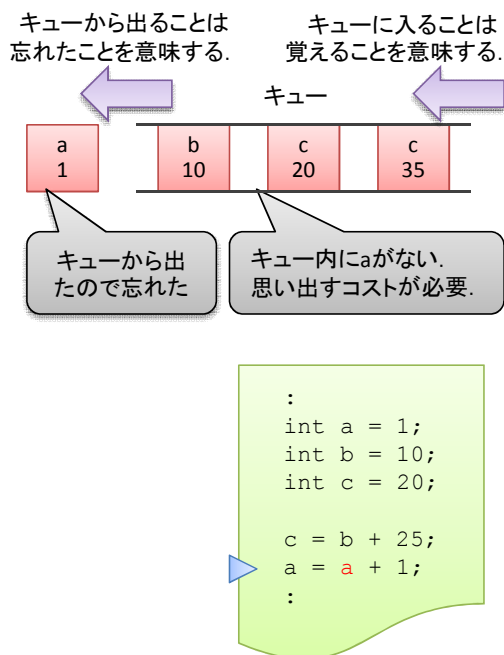 キューから出ることは
忘れたことを意味する.
キューに入ることは
覚えることを意味する.
キュー
a
1
b
10
c
20
c
35
キューから出
たので忘れた
キュー内にaがない.
思い出すコストが必要.
:
int a = 1;
int b = 10;
int c = 20;
c = b + 25;
a = a + 1;
: